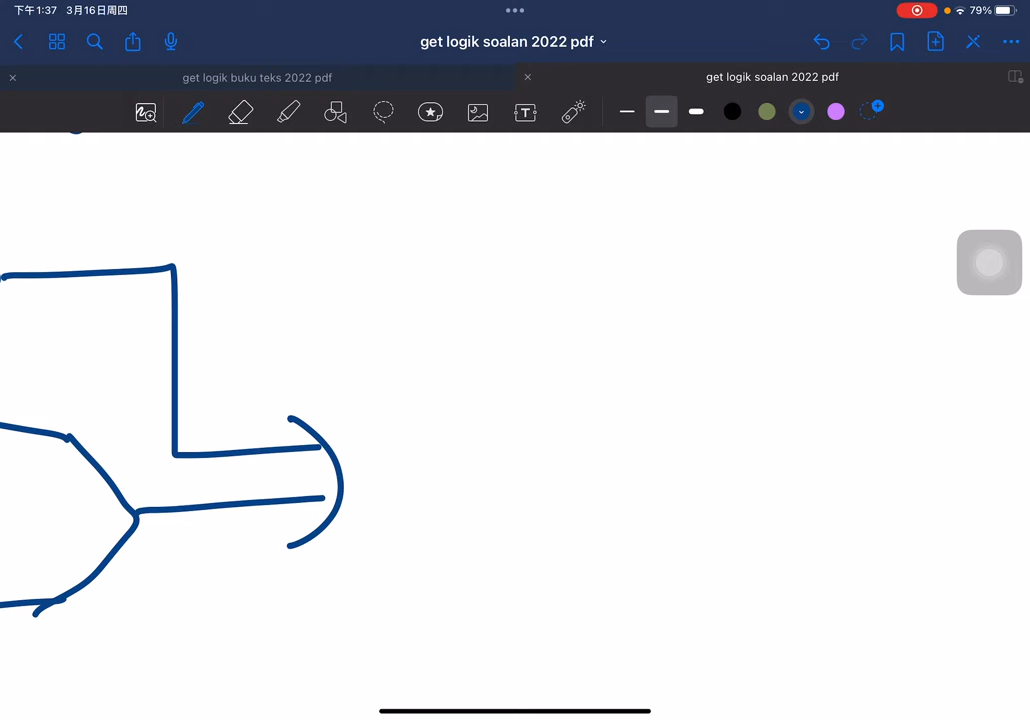 下午1:37 3月16日周四
79%
get logik soalan 2022 pdf
get logik buku teks 2022 pdf
get logik soalan 2022 pdf
T